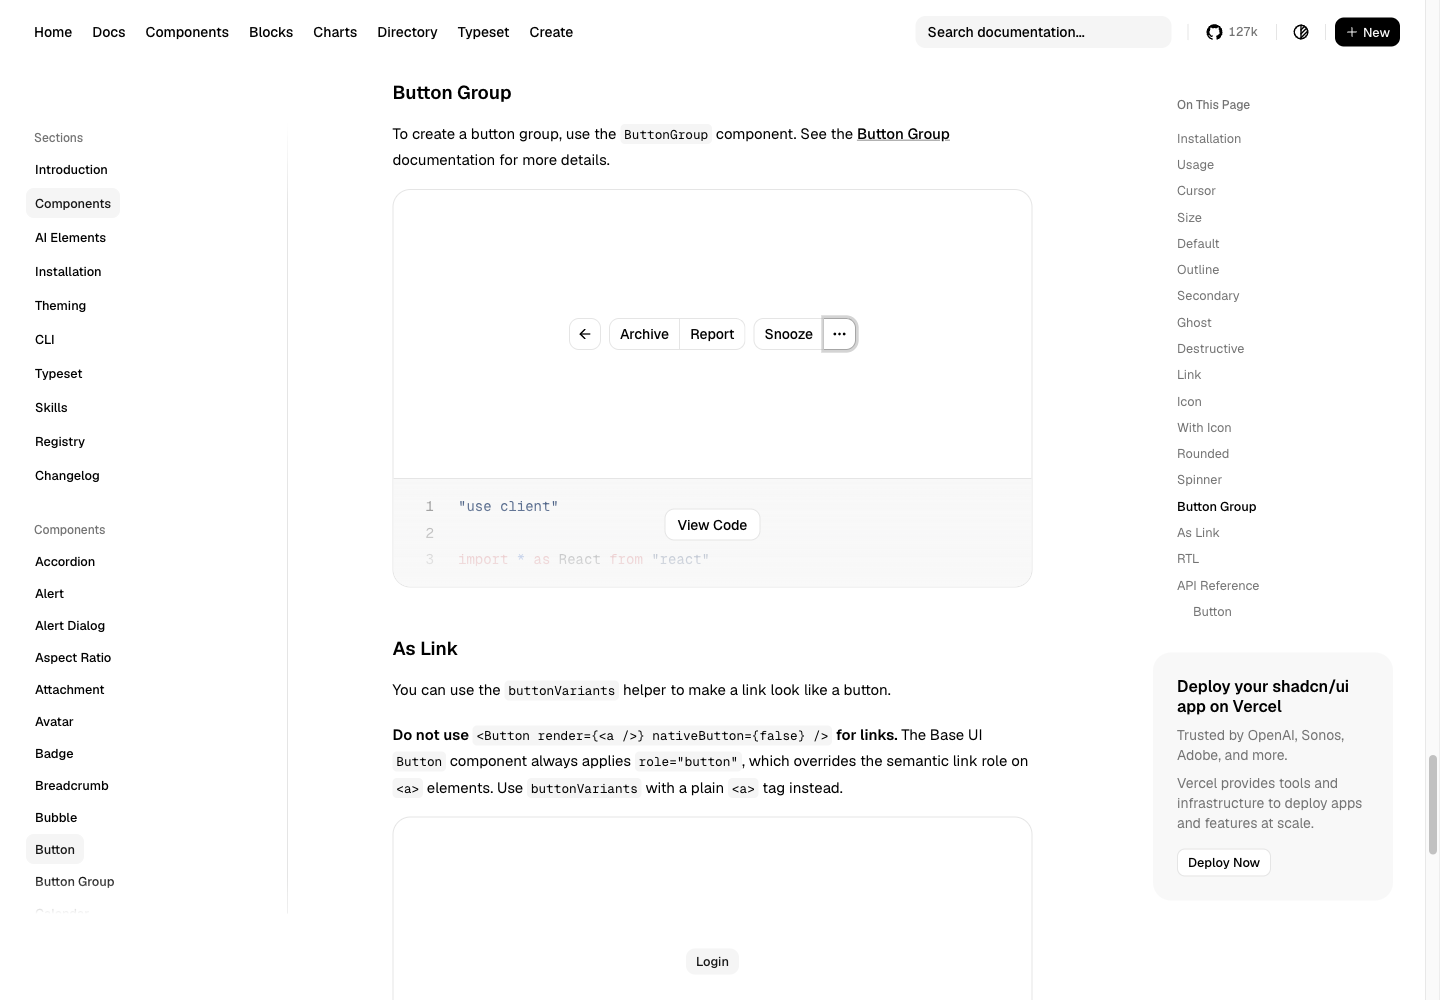 Home Docs Components Blocks Charts Directory Typeset Create
Search documentation...
127k
New
Sections
Introduction
Components
AI Elements
Installation
Theming
CLI
Typeset
Skills
Registry
Changelog
Components
Accordion
Alert
Alert Dialog
Aspect Ratio
Attachment
Avatar
Badge
Breadcrumb
Bubble
Button
Button Group
Button Group
To create a button group, use the ButtonGroup component. See the Button Group
documentation for more details.
Archive Report Snooze
1 "use client"
2
3 import * as React from "react"
View Code
As Link
You can use the buttonVariants helper to make a link look like a button.
Do not use <Button render={<a />} nativeButton={false} /> for links. The Base UI
Button component always applies role="button", which overrides the semantic link role on
<a> elements. Use buttonVariants with a plain <a> tag instead.
Login
On This Page
Installation
Usage
Cursor
Size
Default
Outline
Secondary
Ghost
Destructive
Link
Icon
With Icon
Rounded
Spinner
Button Group
As Link
RTL
API Reference
Button
Deploy your shadcn/ui
app on Vercel
Trusted by OpenAI, Sonos,
Adobe, and more.
Vercel provides tools and
infrastructure to deploy apps
and features at scale.
Deploy Now